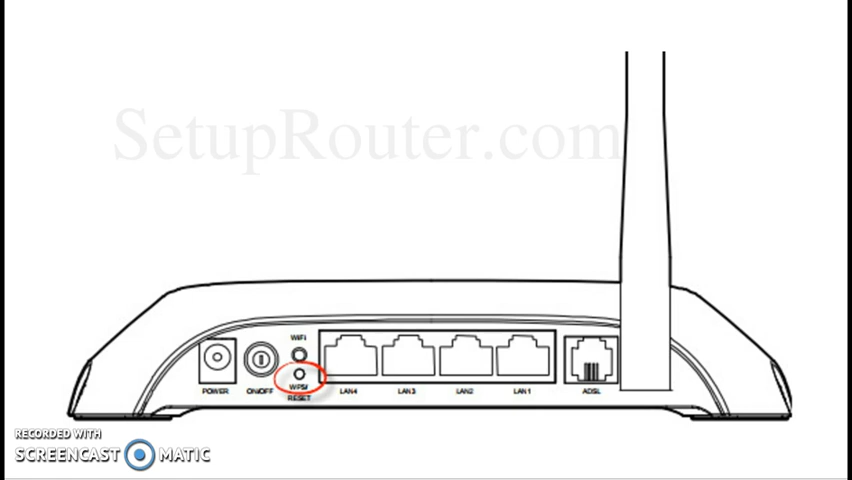 SetupRouter.com
WiFi
POWER
ON/OFF
WPS/
RESET
LAN4
LAN3
LAN2
LAN1
ADSL
RECORDED WITH
SCREENCAST MATIC